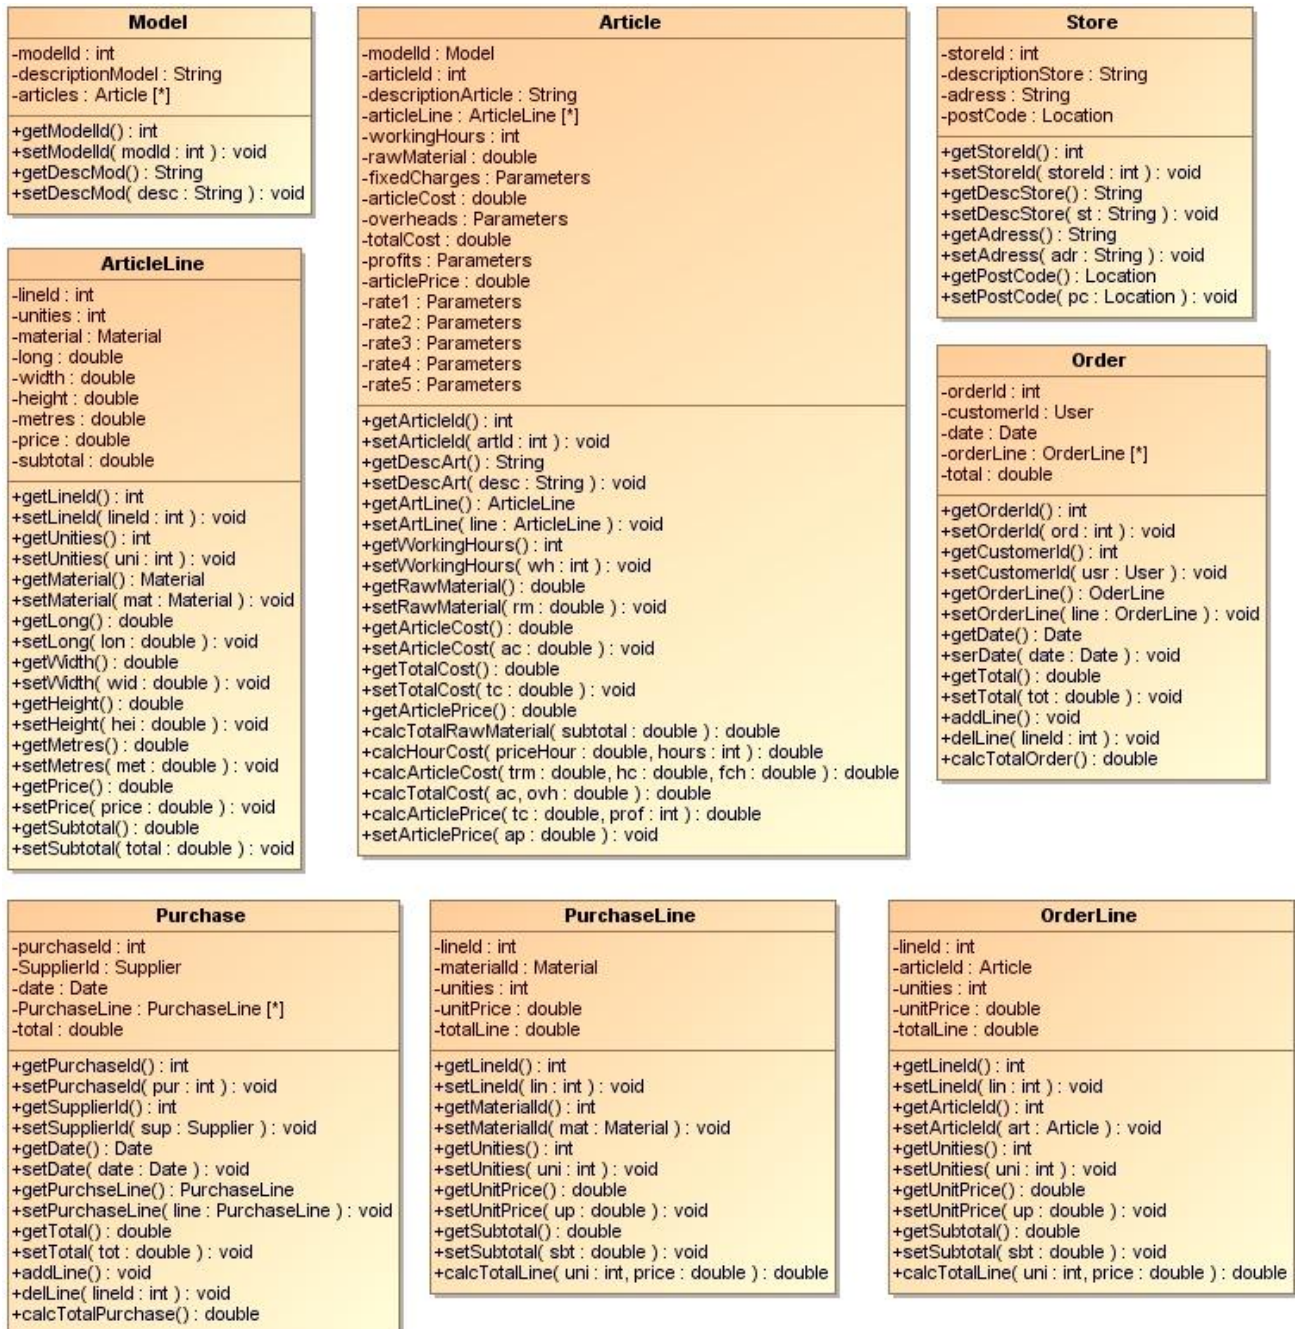 Model
-modelId : int
-descriptionModel : String
-articles : Article [*]
+getModelId() : int
+setModelId( modId : int ) : void
+getDescMod() : String
+setDescMod( desc : String ) : void
Article
-modelId : Model
-articleId : int
-descriptionArticle : String
-articleLine : ArticleLine [*]
-workingHours : int
-rawMaterial : double
-fixedCharges : Parameters
-articleCost : double
-overheads : Parameters
-totalCost : double
-profits : Parameters
-articlePrice : double
-rate1 : Parameters
-rate2 : Parameters
-rate3 : Parameters
-rate4 : Parameters
-rate5 : Parameters
+getArticleId() : int
+setArticleId( artId : int ) : void
+getDescArt() : String
+setDescArt( desc : String ) : void
+getArtLine() : ArticleLine
+setArtLine( line : ArticleLine ) : void
+getWorkingHours() : int
+setWorkingHours( wh : int ) : void
+getRawMaterial() : double
+setRawMaterial( rm : double ) : void
+getArticleCost() : double
+setArticleCost( ac : double ) : void
+getTotalCost() : double
+setTotalCost( tc : double ) : void
+getArticlePrice() : double
+calcTotalRawMaterial( subtotal : double ) : double
+calcHourCost( priceHour : double, hours : int ) : double
+calcArticleCost( trm : double, hc : double, fch : double ) : double
+calcTotalCost( ac, ovh : double ) : double
+calcArticlePrice( tc : double, prof : int ) : double
+setArticlePrice( ap : double ) : void
Store
-storeId : int
-descriptionStore : String
-adress : String
-postCode : Location
+getStoreId() : int
+setStoreId( storeId : int ) : void
+getDescStore() : String
+setDescStore( st : String ) : void
+getAdress() : String
+setAdress( adr : String ) : void
+getPostCode() : Location
+setPostCode( pc : Location ) : void
ArticleLine
-lineId : int
-unities : int
-material : Material
-long : double
-width : double
-height : double
-metres : double
-price : double
-subtotal : double
+getLineId() : int
+setLineId( lineId : int ) : void
+getUnities() : int
+setUnities( uni : int ) : void
+getMaterial() : Material
+setMaterial( mat : Material ) : void
+getLong() : double
+setLong( lon : double ) : void
+getWidth() : double
+setWidth( wid : double ) : void
+getHeight() : double
+setHeight( hei : double ) : void
+getMetres() : double
+setMetres( met : double ) : void
+getPrice() : double
+setPrice( price : double ) : void
+getSubtotal() : double
+setSubtotal( total : double ) : void
Order
-orderId : int
-customerId : User
-date : Date
-orderLine : OrderLine [*]
-total : double
+getOrderId() : int
+setOrderId( ord : int ) : void
+getCustomerId() : int
+setCustomerId( usr : User ) : void
+getOrderLine() : OderLine
+setOrderLine( line : OrderLine ) : void
+getDate() : Date
+serDate( date : Date ) : void
+getTotal() : double
+setTotal( tot : double ) : void
+addLine() : void
+delLine( lineId : int ) : void
+calcTotalOrder() : double
Purchase
-purchaseId : int
-SupplierId : Supplier
-date : Date
-PurchaseLine : PurchaseLine [*]
-total : double
+getPurchaseId() : int
+setPurchaseId( pur : int ) : void
+getSupplierId() : int
+setSupplierId( sup : Supplier ) : void
+getDate() : Date
+setDate( date : Date ) : void
+getPurchseLine() : PurchaseLine
+setPurchaseLine( line : PurchaseLine ) : void
+getTotal() : double
+setTotal( tot : double ) : void
+addLine() : void
+delLine( lineId : int ) : void
+calcTotalPurchase() : double
PurchaseLine
-lineId : int
-materialId : Material
-unities : int
-unitPrice : double
-totalLine : double
+getLineId() : int
+setLineId( lin : int ) : void
+getMaterialId() : int
+setMaterialId( mat : Material ) : void
+getUnities() : int
+setUnities( uni : int ) : void
+getUnitPrice() : double
+setUnitPrice( up : double ) : void
+getSubtotal() : double
+setSubtotal( sbt : double ) : void
+calcTotalLine( uni : int, price : double ) : double
OrderLine
-lineId : int
-articleId : Article
-unities : int
-unitPrice : double
-totalLine : double
+getLineId() : int
+setLineId( lin : int ) : void
+getArticleId() : int
+setArticleId( art : Article ) : void
+getUnities() : int
+setUnities( uni : int ) : void
+getUnitPrice() : double
+setUnitPrice( up : double ) : void
+getSubtotal() : double
+setSubtotal( sbt : double ) : void
+calcTotalLine( uni : int, price : double ) : double